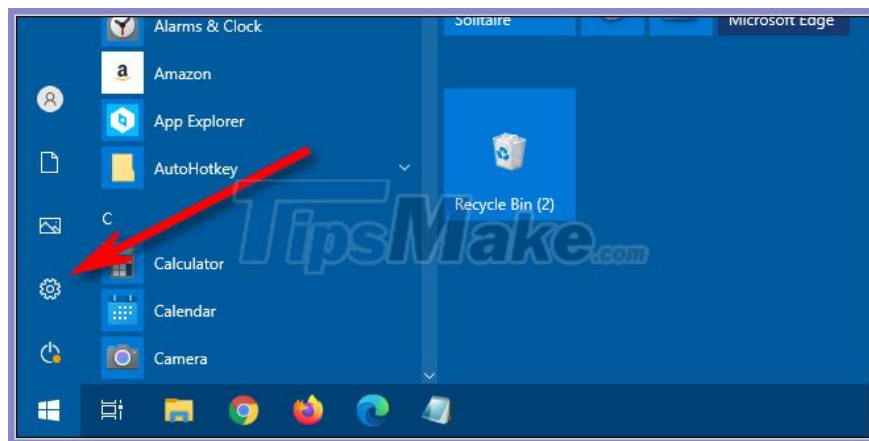 Alarms & Clock
Solitaire
Microsoft Edge
a
Amazon
App Explorer
AutoHotkey
Recycle Bin (2)
C
TipsMake.com
Calculator
Calendar
Camera